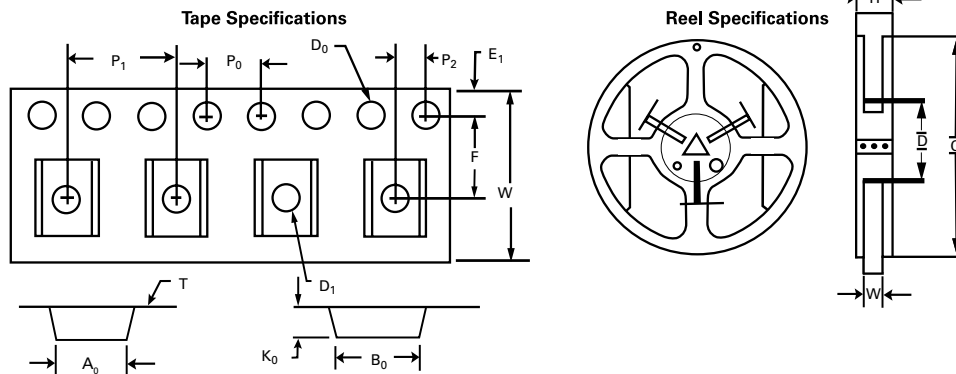 Tape Specifications
Reel Specifications
P1
P0
D0
P2
E1
F
W
T
D1
K0
A0
B0
D
W